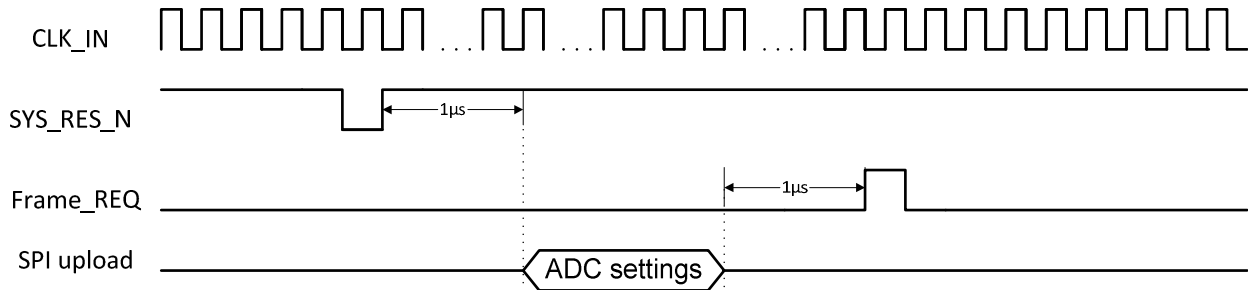 CLK_IN
. . .
. . .
. . .
SYS_RES_N
1µs
Frame_REQ
1µs
SPI upload
ADC settings